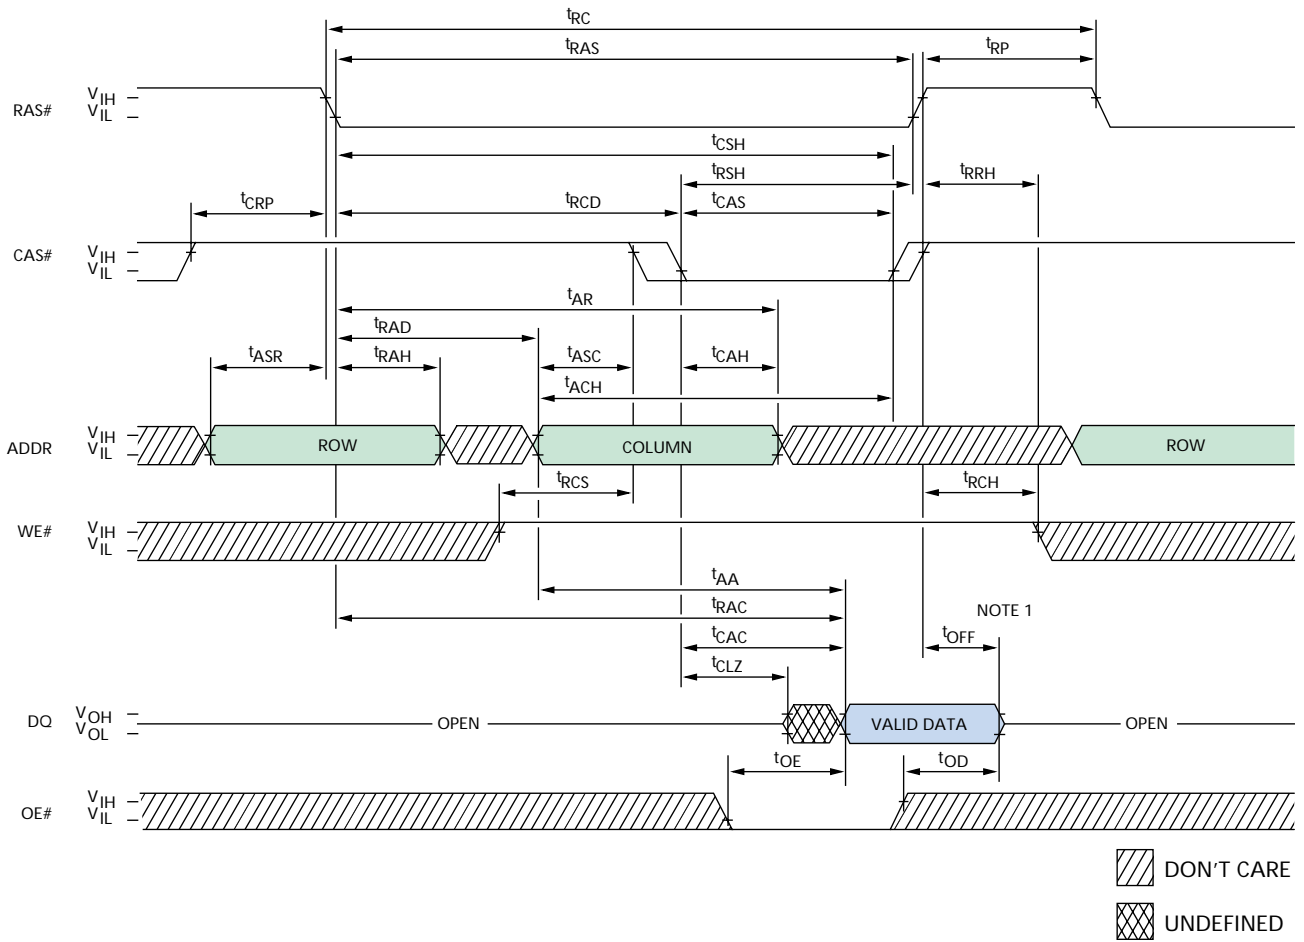 tRC
tRAS
tRP
RAS#
VIH
VIL
tCSH
tRSH
tRRH
tCRP
tRCD
tCAS
CAS#
VIH
VIL
tAR
tRAD
tASR
tRAH
tASC
tCAH
tACH
ADDR
VIH
VIL
ROW
COLUMN
ROW
tRCS
tRCH
WE#
VIH
VIL
tAA
tRAC
NOTE 1
tCAC
tOFF
tCLZ
DQ
VOH
VOL
OPEN
VALID DATA
OPEN
tOE
tOD
OE#
VIH
VIL
DON'T CARE
UNDEFINED